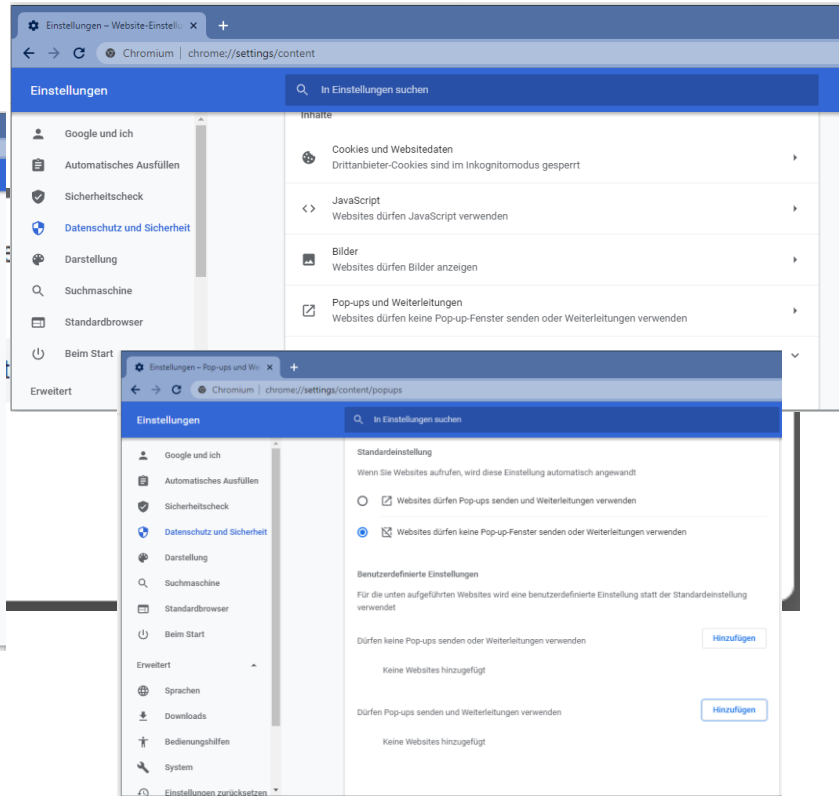 Einstellungen – Website-Einstellu
Chromium | chrome://settings/content
Einstellungen
In Einstellungen suchen
Google und ich
Automatisches Ausfüllen
Sicherheitscheck
Datenschutz und Sicherheit
Darstellung
Suchmaschine
Standardbrowser
Beim Start
Erweitert
Inhalte
Cookies und Websitedaten
Drittanbieter-Cookies sind im Inkognitomodus gesperrt
JavaScript
Websites dürfen JavaScript verwenden
Bilder
Websites dürfen Bilder anzeigen
Pop-ups und Weiterleitungen
Websites dürfen keine Pop-up-Fenster senden oder Weiterleitungen verwenden
Einstellungen – Pop-ups und We
Chromium | chrome://settings/content/popups
Einstellungen
In Einstellungen suchen
Google und ich
Automatisches Ausfüllen
Sicherheitscheck
Datenschutz und Sicherheit
Darstellung
Suchmaschine
Standardbrowser
Beim Start
Erweitert
Sprachen
Downloads
Bedienungshilfen
System
Einstellungen zurücksetzen
Standardeinstellung
Wenn Sie Websites aufrufen, wird diese Einstellung automatisch angewandt
Websites dürfen Pop-ups senden und Weiterleitungen verwenden
Websites dürfen keine Pop-up-Fenster senden oder Weiterleitungen verwenden
Benutzerdefinierte Einstellungen
Für die unten aufgeführten Websites wird eine benutzerdefinierte Einstellung statt der Standardeinstellung
verwendet
Dürfen keine Pop-ups senden oder Weiterleitungen verwenden
Hinzufügen
Keine Websites hinzugefügt
Dürfen Pop-ups senden und Weiterleitungen verwenden
Hinzufügen
Keine Websites hinzugefügt